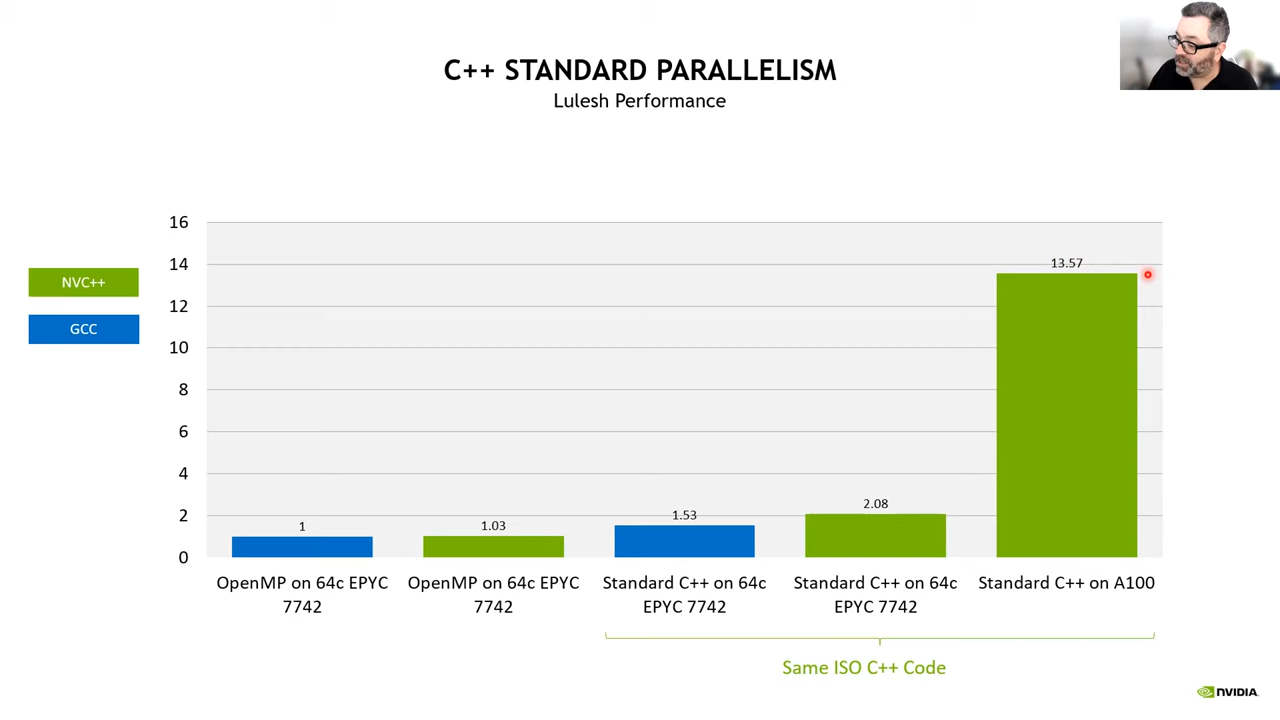 C++ STANDARD PARALLELISM
Lulesh Performance
NVC++
GCC
16
14
12
10
8
6
4
2
0
1
1.03
1.53
2.08
13.57
OpenMP on 64c EPYC
7742
OpenMP on 64c EPYC
7742
Standard C++ on 64c
EPYC 7742
Standard C++ on 64c
EPYC 7742
Standard C++ on A100
Same ISO C++ Code
NVIDIA